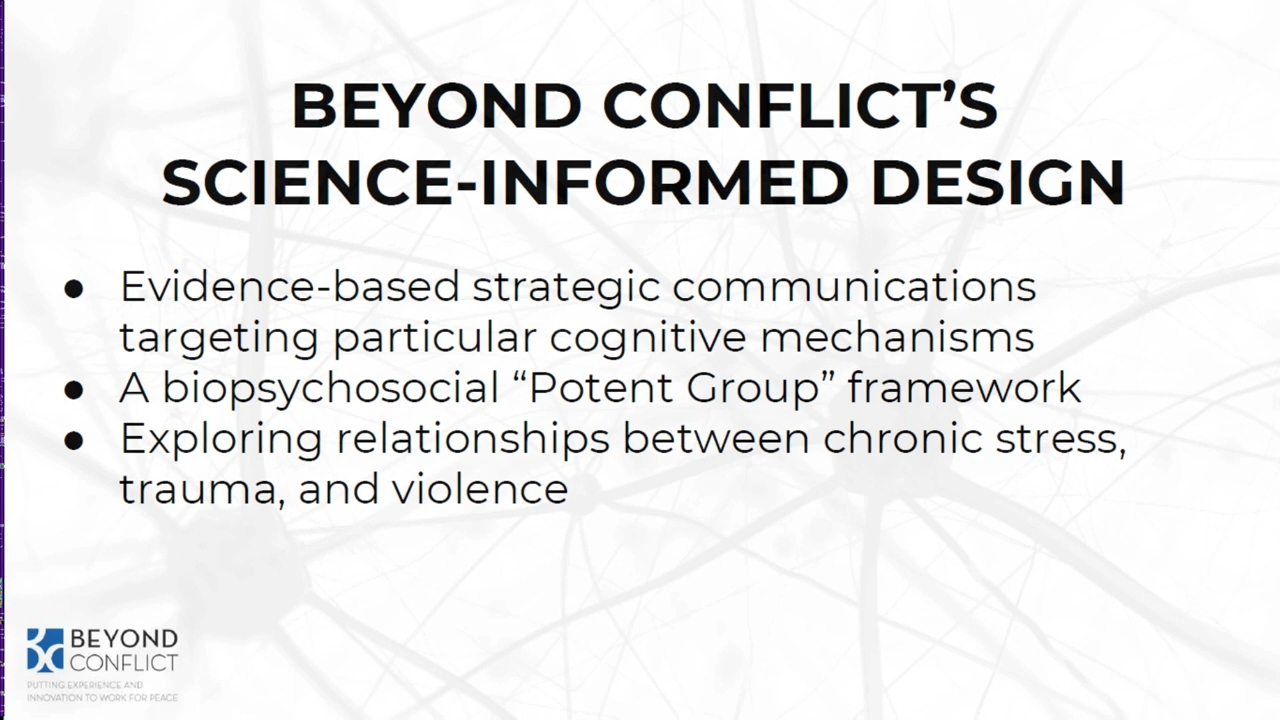 BEYOND CONFLICT’S
SCIENCE-INFORMED DESIGN
● Evidence-based strategic communications
targeting particular cognitive mechanisms
● A biopsychosocial “Potent Group” framework
● Exploring relationships between chronic stress,
trauma, and violence
BEYOND
CONFLICT
PUTTING EXPERIENCE AND
INNOVATION TO WORK FOR PEACE